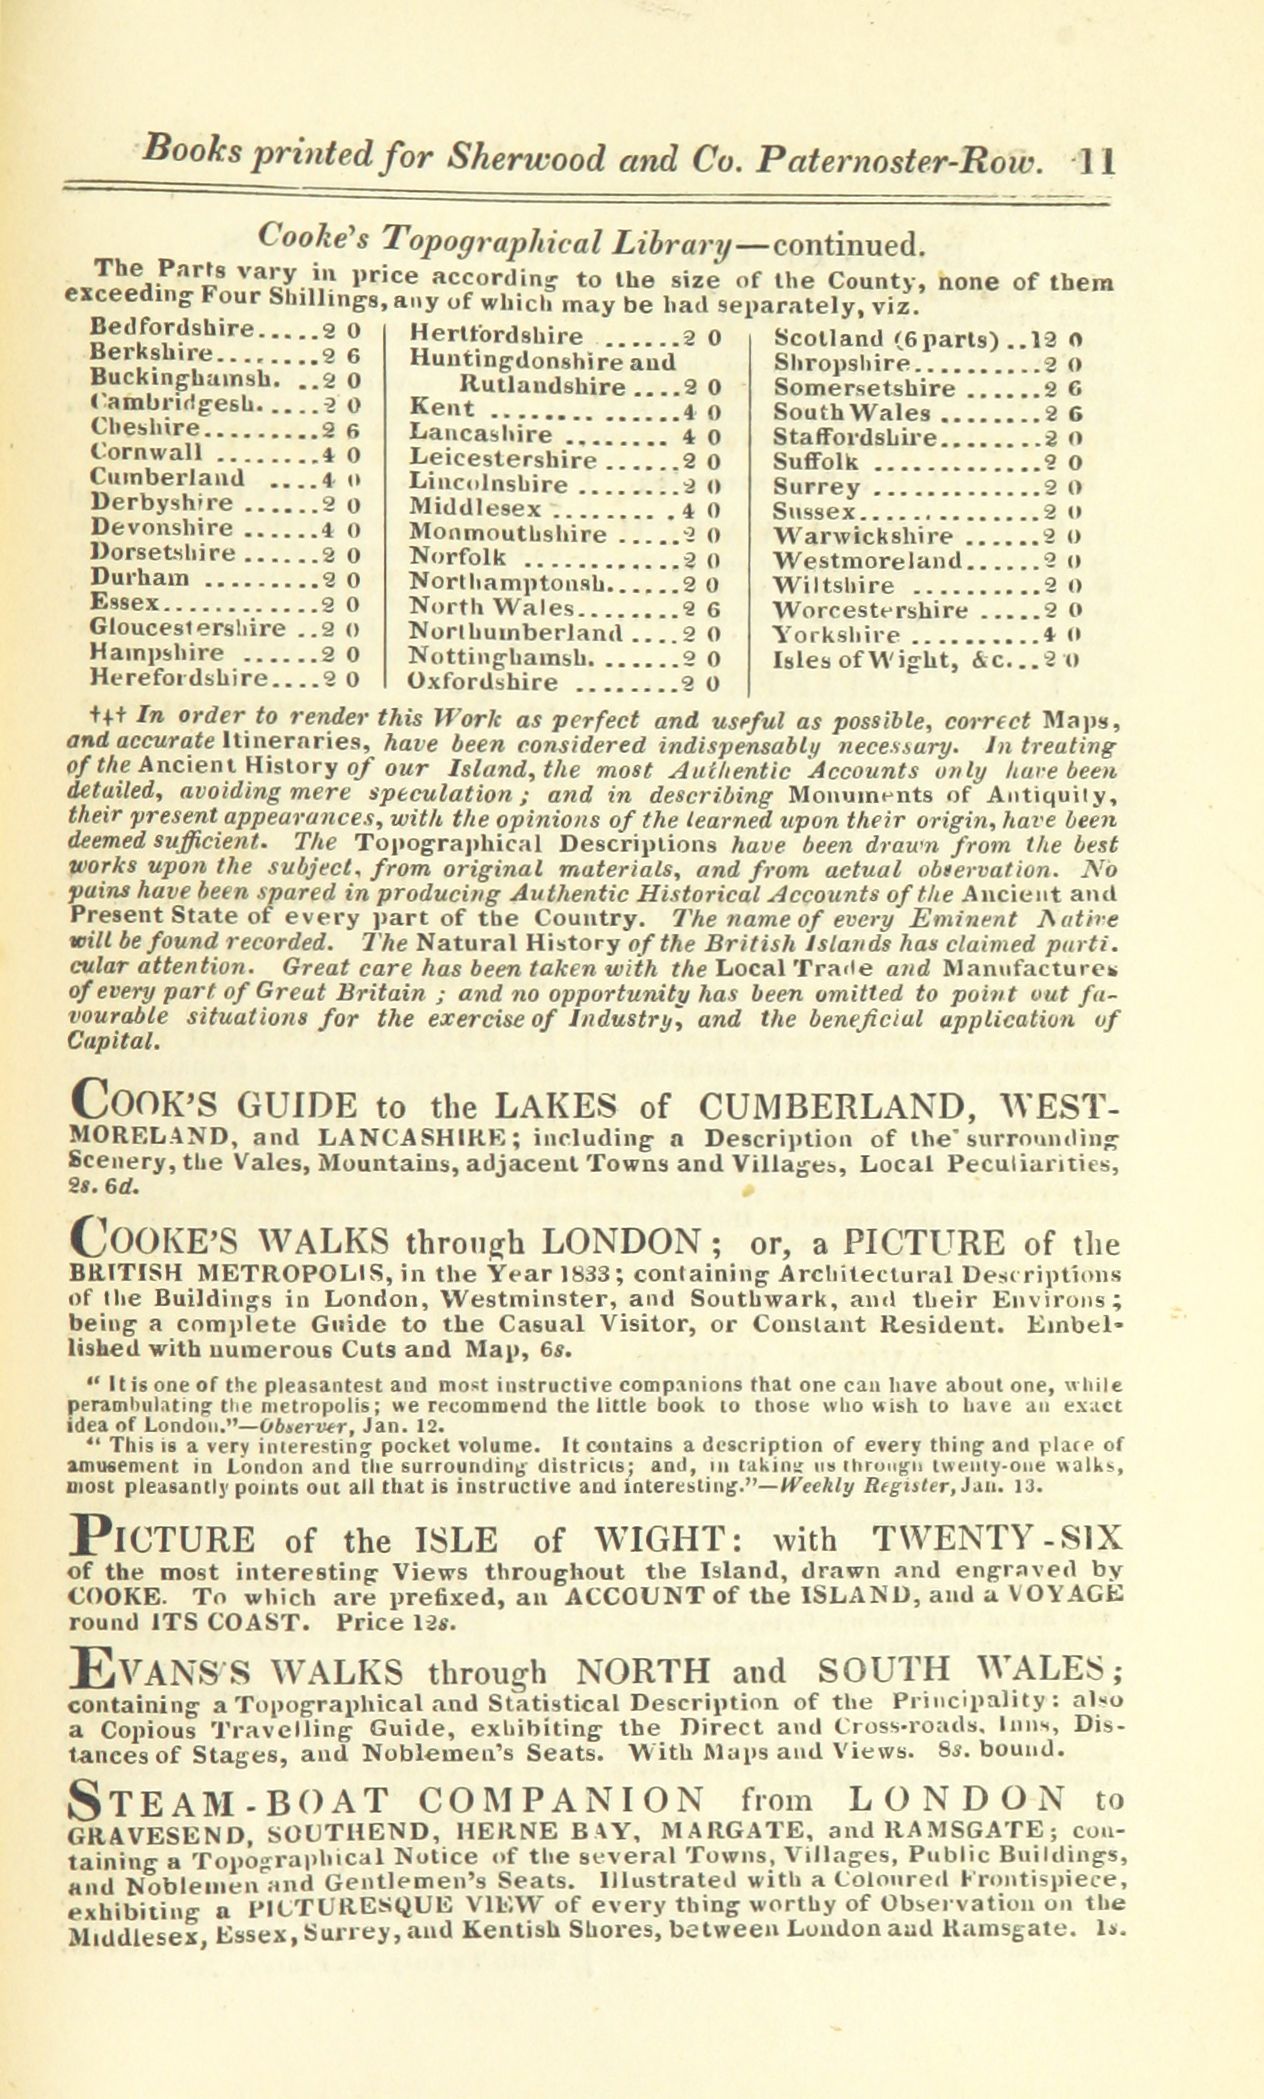 Books printed for Sherwood and Co. Paternoster-Row. 11
Cooke's Topographical Library—continued.
The Parts vary in price according to the size of the County, none of them
exceeding Four Shillings, any of which may be had separately, viz.
Bedfordshire.....2 0
Berkshire........2 6
Buckinghamsh. ..2 0
Cambridgesh.....2 0
Cheshire.........2 6
Cornwall ........4 0
Cumberland ....4 0
Derbyshire ......2 0
Devonshire ......4 0
Dorsetshire ......2 0
Durham .........2 0
Essex............2 0
Gloucestershire ..2 0
Hampshire ......2 0
Herefordshire....2 0
Hertfordshire ......2 0
Huntingdonshire and
Rutlandshire ....2 0
Kent ...............4 0
Lancashire ........ 4 0
Leicestershire ......2 0
Lincolnshire ........2 0
Middlesex ..........4 0
Monmouthshire .....2 0
Norfolk ............2 0
Northamptonsh......2 0
North Wales........2 6
Northumberland ....2 0
Nottinghamsh. ......2 0
Oxfordshire ........2 0
Scotland (6 parts) ..12 0
Shropshire..........2 0
Somersetshire ......2 6
South Wales ........2 6
Staffordshire........2 0
Suffolk .............2 0
Surrey .............2 0
Sussex..............2 0
Warwickshire ......2 0
Westmoreland......2 0
Wiltshire ..........2 0
Worcestershire .....2 0
Yorkshire ..........4 0
Isles of Wight, &c...2 0
†‡† In order to render this Work as perfect and useful as possible, correct Maps,
and accurate Itineraries, have been considered indispensably necessary. In treating
of the Ancient History of our Island, the most Authentic Accounts only have been
detailed, avoiding mere speculation; and in describing Monuments of Antiquity,
their present appearances, with the opinions of the learned upon their origin, have been
deemed sufficient. The Topographical Descriptions have been drawn from the best
works upon the subject, from original materials, and from actual observation. No
pains have been spared in producing Authentic Historical Accounts of the Ancient and
Present State of every part of the Country. The name of every Eminent Native
will be found recorded. The Natural History of the British Islands has claimed parti.
cular attention. Great care has been taken with the Local Trade and Manufactures
of every part of Great Britain; and no opportunity has been omitted to point out fa-
vourable situations for the exercise of Industry, and the beneficial application of
Capital.
COOK'S GUIDE to the LAKES of CUMBERLAND, WEST-
MORELAND, and LANCASHIRE; including a Description of the surrounding
Scenery, the Vales, Mountains, adjacent Towns and Villages, Local Peculiarities,
2s. 6d.
COOKE'S WALKS through LONDON; or, a PICTURE of the
BRITISH METROPOLIS, in the Year 1833; containing Architectural Descriptions
of the Buildings in London, Westminster, and Southwark, and their Environs;
being a complete Guide to the Casual Visitor, or Constant Resident. Embel-
lished with numerous Cuts and Map, 6s.
" It is one of the pleasantest and most instructive companions that one can have about one, while
perambulating the metropolis; we recommend the little book to those who wish to have an exact
idea of London."—Observer, Jan. 12.
" This is a very interesting pocket volume. It contains a description of every thing and place of
amusement in London and the surrounding districts; and, in taking us through twenty-one walks,
most pleasantly points out all that is instructive and interesting."—Weekly Register, Jan. 13.
PICTURE of the ISLE of WIGHT: with TWENTY-SIX
of the most interesting Views throughout the Island, drawn and engraved by
COOKE. To which are prefixed, an ACCOUNT of the ISLAND, and a VOYAGE
round ITS COAST. Price 12s.
EVANS'S WALKS through NORTH and SOUTH WALES;
containing a Topographical and Statistical Description of the Principality: also
a Copious Travelling Guide, exhibiting the Direct and Cross-roads, Inns, Dis-
tances of Stages, and Noblemen's Seats. With Maps and Views. 8s. bound.
STEAM-BOAT COMPANION from LONDON to
GRAVESEND, SOUTHEND, HERNE BAY, MARGATE, and RAMSGATE; con-
taining a Topographical Notice of the several Towns, Villages, Public Buildings,
and Noblemen and Gentlemen's Seats. Illustrated with a Coloured Frontispiece,
exhibiting a PICTURESQUE VIEW of every thing worthy of Observation on the
Middlesex, Essex, Surrey, and Kentish Shores, between London and Ramsgate. 1s.